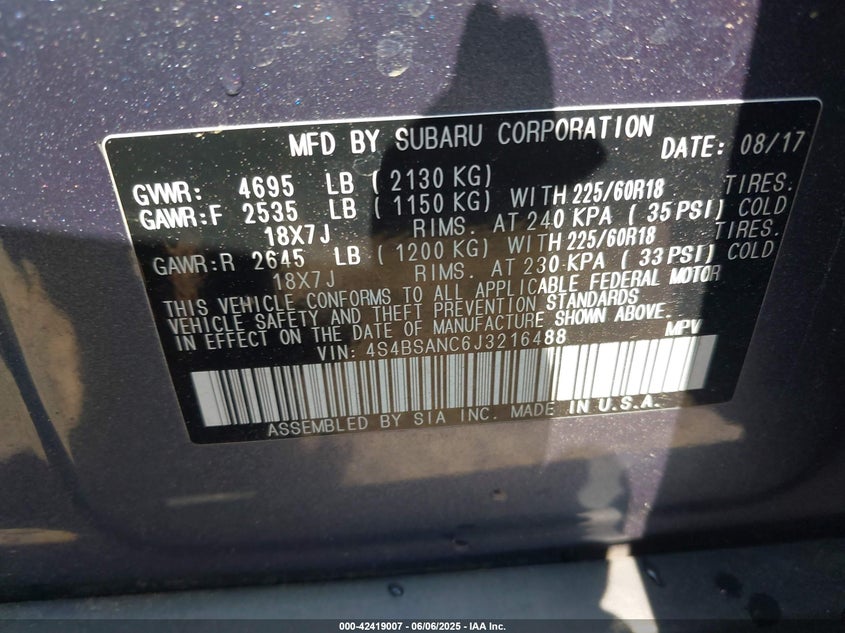 MFD BY SUBARU CORPORATION DATE: 08/17
GVWR: 4695 LB ( 2130 KG)
GAWR:F 2535 LB ( 1150 KG) WITH 225/60R18 TIRES.
18X7J RIMS. AT 240 KPA ( 35 PSI) COLD
GAWR:R 2645 LB ( 1200 KG) WITH 225/60R18 TIRES.
18X7J RIMS. AT 230 KPA ( 33 PSI) COLD
THIS VEHICLE CONFORMS TO ALL APPLICABLE FEDERAL MOTOR
VEHICLE SAFETY AND THEFT PREVENTION STANDARDS
IN EFFECT ON THE DATE OF MANUFACTURE SHOWN ABOVE.
VIN: 4S4BSANC6J3216488 MPV
ASSEMBLED BY SIA INC. MADE IN U.S.A.
000-42419007 - 06/06/2025 - IAA Inc.